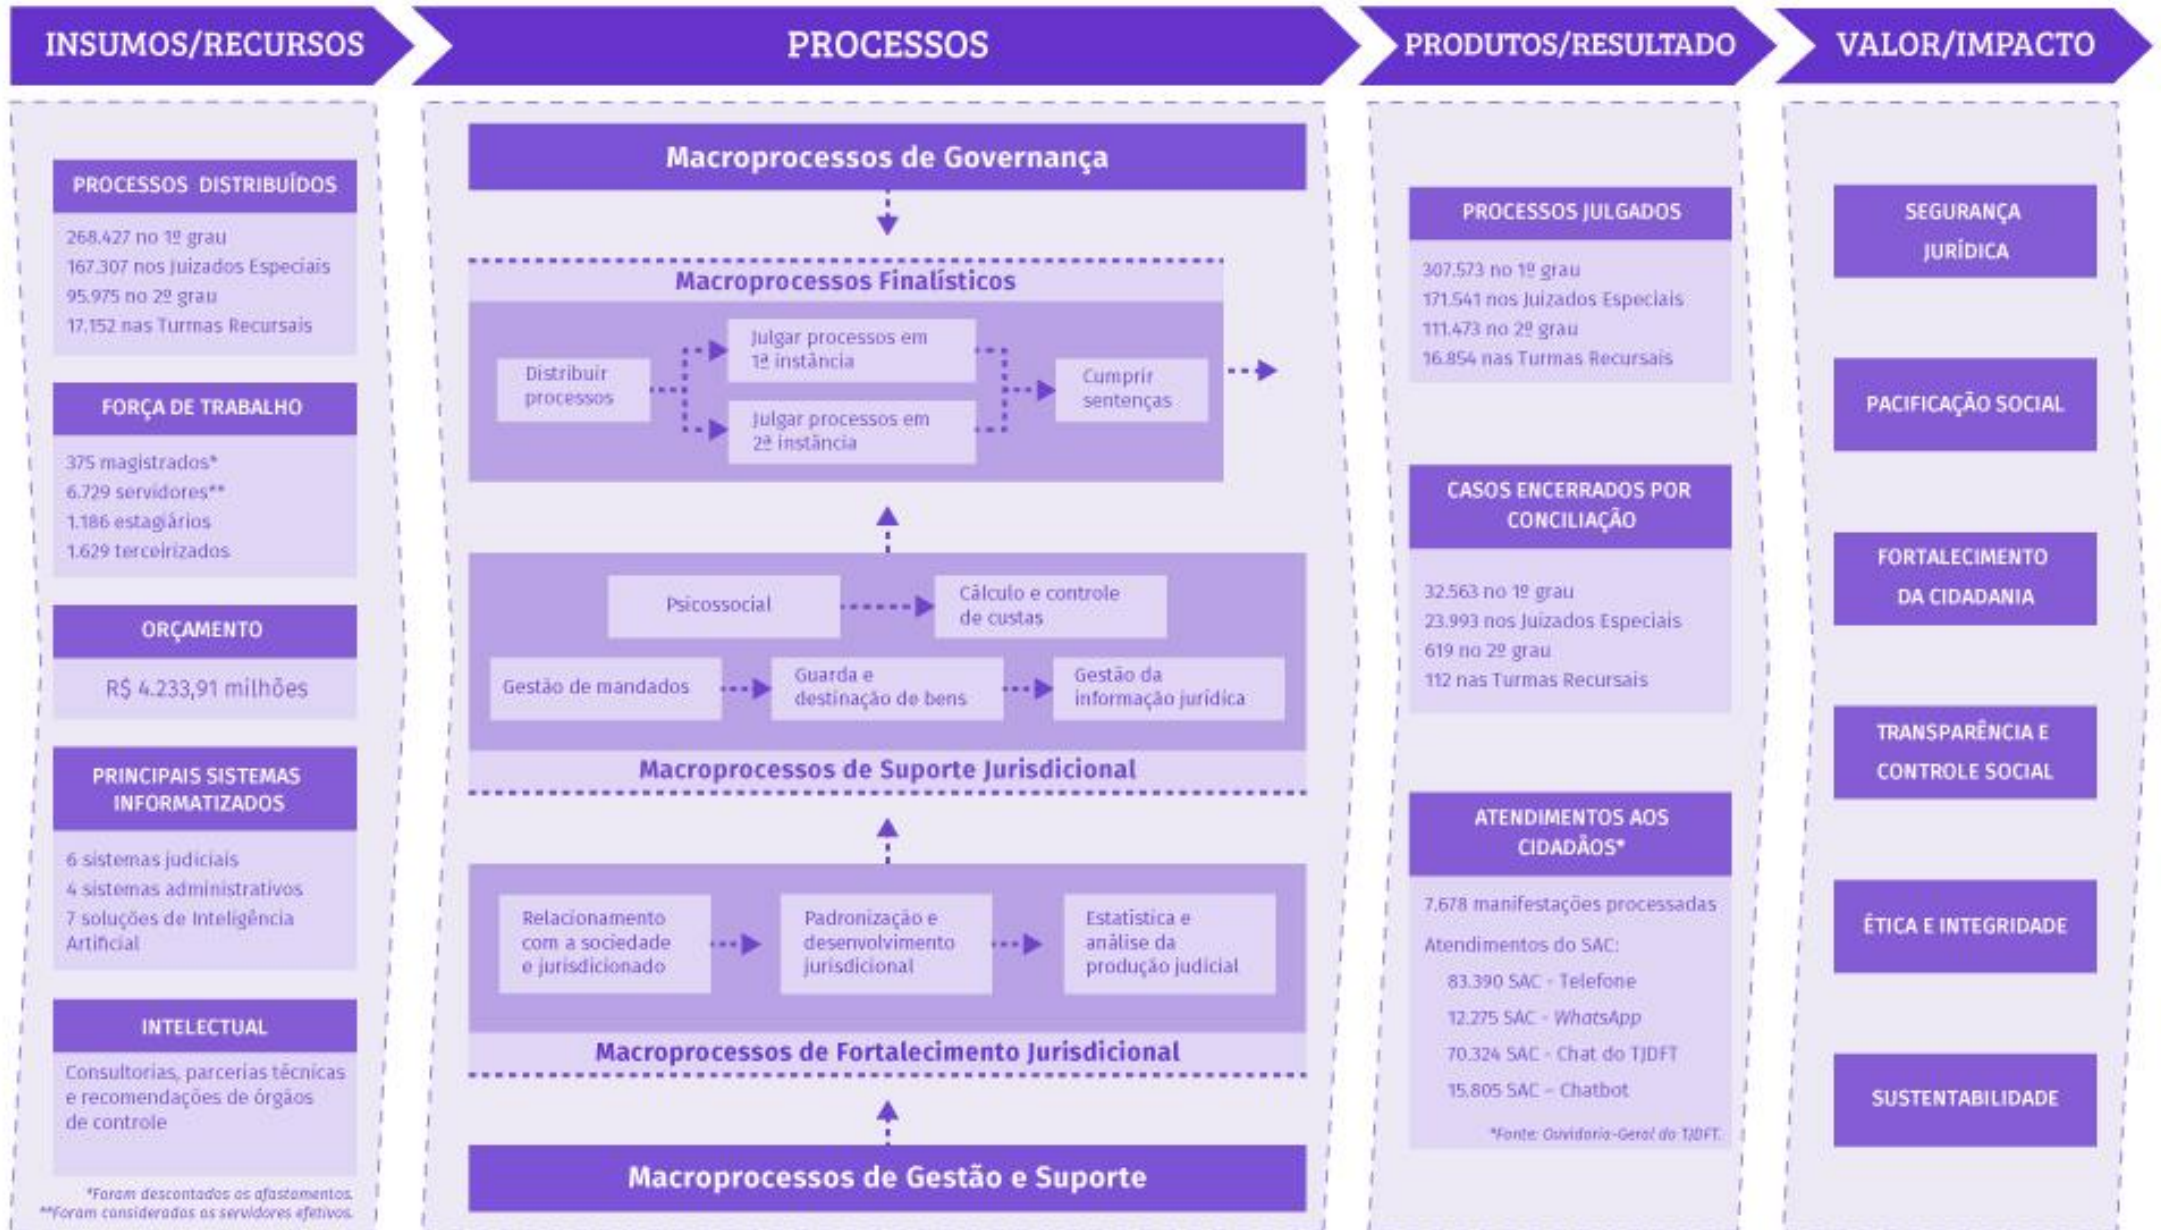 INSUMOS/RECURSOS
PROCESSOS
PRODUTOS/RESULTADO
VALOR/IMPACTO
PROCESSOS DISTRIBUÍDOS
268.427 no 1º grau
167.307 nos Juizados Especiais
95.975 no 2º grau
17.152 nas Turmas Recursais
FORÇA DE TRABALHO
375 magistrados*
6.729 servidores**
1.186 estagiários
1.629 terceirizados
ORÇAMENTO
R$ 4.233,91 milhões
PRINCIPAIS SISTEMAS
INFORMATIZADOS
6 sistemas judiciais
4 sistemas administrativos
7 soluções de Inteligência
Artificial
INTELECTUAL
Consultorias, parcerias técnicas
e recomendações de órgãos
de controle
*Foram descontados os afastamentos.
**Foram considerados os servidores efetivos.
Macroprocessos de Governança
Macroprocessos Finalísticos
Distribuir
processos
Julgar processos em
1ª instância
Julgar processos em
2ª instância
Cumprir
sentenças
Psicossocial
Cálculo e controle
de custas
Gestão de mandados
Guarda e
destinação de bens
Gestão da
informação jurídica
Macroprocessos de Suporte Jurisdicional
Relacionamento
com a sociedade
e jurisdicionado
Padronização e
desenvolvimento
jurisdicional
Estatística e
análise da
produção judicial
Macroprocessos de Fortalecimento Jurisdicional
Macroprocessos de Gestão e Suporte
PROCESSOS JULGADOS
307.573 no 1º grau
171.541 nos Juizados Especiais
111.473 no 2º grau
16.854 nas Turmas Recursais
CASOS ENCERRADOS POR
CONCILIAÇÃO
32.563 no 1º grau
23.993 nos Juizados Especiais
619 no 2º grau
112 nas Turmas Recursais
ATENDIMENTOS AOS
CIDADÃOS*
7.678 manifestações processadas
Atendimentos do SAC:
83.390 SAC - Telefone
12.275 SAC - WhatsApp
70.324 SAC - Chat do TJDFT
15.805 SAC – Chatbot
*Fonte: Ouvidoria-Geral do TJDFT.
SEGURANÇA
JURÍDICA
PACIFICAÇÃO SOCIAL
FORTALECIMENTO
DA CIDADANIA
TRANSPARÊNCIA E
CONTROLE SOCIAL
ÉTICA E INTEGRIDADE
SUSTENTABILIDADE